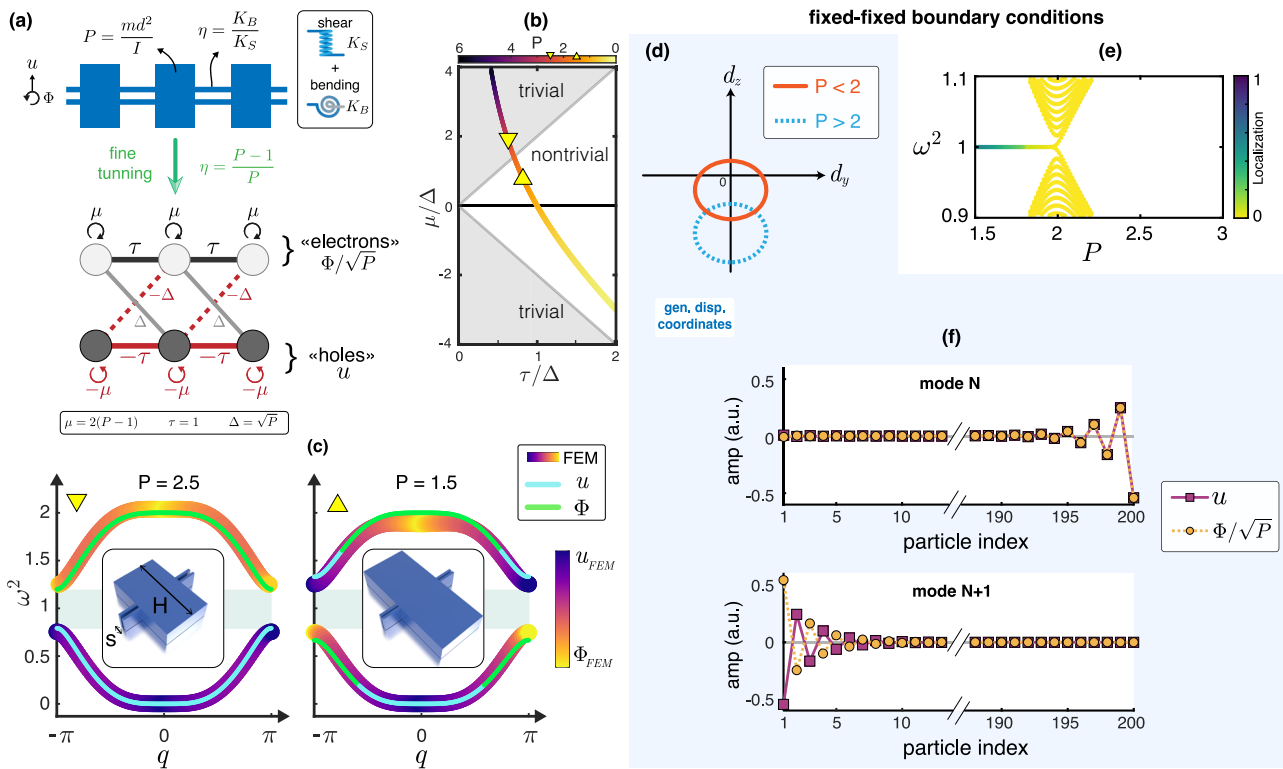 (a)
P = md²/I
η = K_B/K_S
shear
K_S
+
bending
K_B
u
Φ
fine
tunning
η = P − 1/P
μ μ μ
τ τ
«electrons»
Φ/√P
−Δ −Δ
Δ Δ
−τ −τ
«holes»
u
−μ −μ −μ
μ = 2(P − 1) τ = 1 Δ = √P
(b)
P
6 4 2 0
4
2
0
-2
-4
μ/Δ
trivial
nontrivial
trivial
0 1 2
τ/Δ
(c)
FEM
u
Φ
P = 2.5
P = 1.5
ω²
2
1.5
1
0.5
0
H
S
-π 0 π
q
-π 0 π
q
u_FEM
Φ_FEM
fixed-fixed boundary conditions
(d)
d_z
d_y
0
P < 2
P > 2
gen. disp.
coordinates
(e)
ω²
1.1
1
0.9
1.5 2 2.5 3
P
1
0
Localization
(f)
mode N
amp (a.u.)
0.5
0
-0.5
1 5 10 190 195 200
particle index
mode N+1
amp (a.u.)
0.5
0
-0.5
1 5 10 190 195 200
particle index
u
Φ/√P